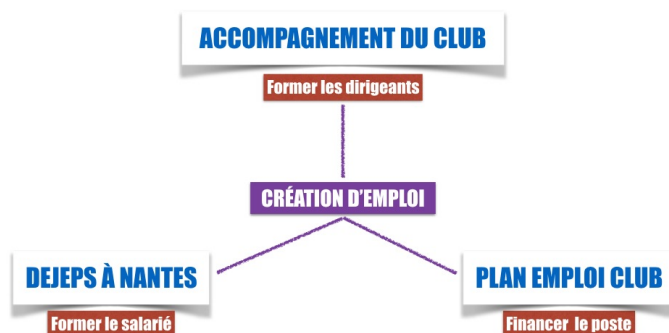 ACCOMPAGNEMENT DU CLUB
Former les dirigeants
CRÉATION D'EMPLOI
DEJEPS À NANTES
Former le salarié
PLAN EMPLOI CLUB
Financer le poste